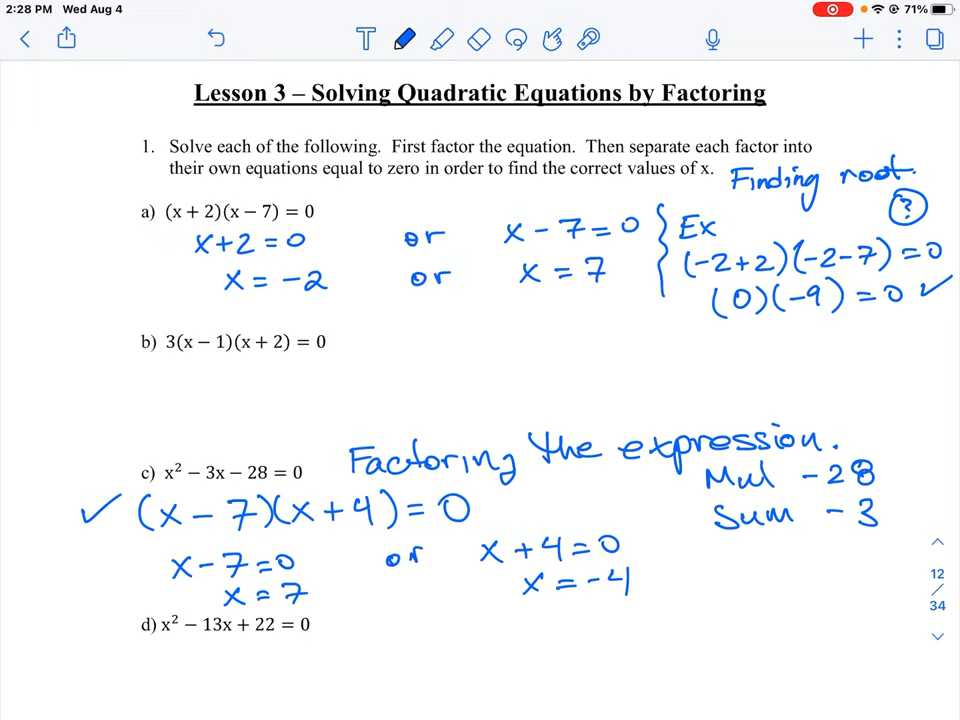 2:28 PM Wed Aug 4
71%
Lesson 3 – Solving Quadratic Equations by Factoring
1. Solve each of the following. First factor the equation. Then separate each factor into
their own equations equal to zero in order to find the correct values of x.
Finding root.
?
a) (x + 2)(x − 7) = 0
x + 2 = 0 or x − 7 = 0 { Ex
x = −2 or x = 7
(−2+2)(−2−7) = 0
(0)(−9) = 0 ✓
b) 3(x − 1)(x + 2) = 0
Factoring the expression.
c) x² − 3x − 28 = 0
Mul −28
✓ (x − 7)(x + 4) = 0
Sum −3
x − 7 = 0 or x + 4 = 0
x = 7 x = −4
d) x² − 13x + 22 = 0
12
/
34